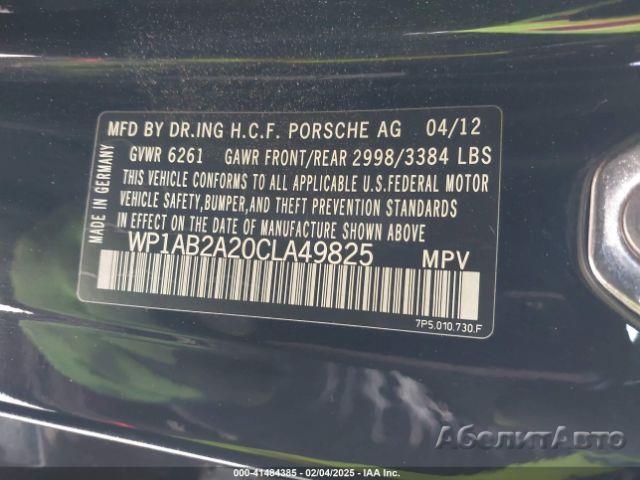 MFD BY DR.ING H.C.F. PORSCHE AG 04/12
GVWR 6261 GAWR FRONT/REAR 2998/3384 LBS
THIS VEHICLE CONFORMS TO ALL APPLICABLE U.S.FEDERAL MOTOR
VEHICLE SAFETY,BUMPER,AND THEFT PREVENTION STANDARDS
IN EFFECT ON THE DATE OF MANUFACTURE SHOWN ABOVE
WP1AB2A20CLA49825 MPV
7P5.010.730.F
MADE IN GERMANY
АбелитАвто
000-41484385 - 02/04/2025 - IAA Inc.